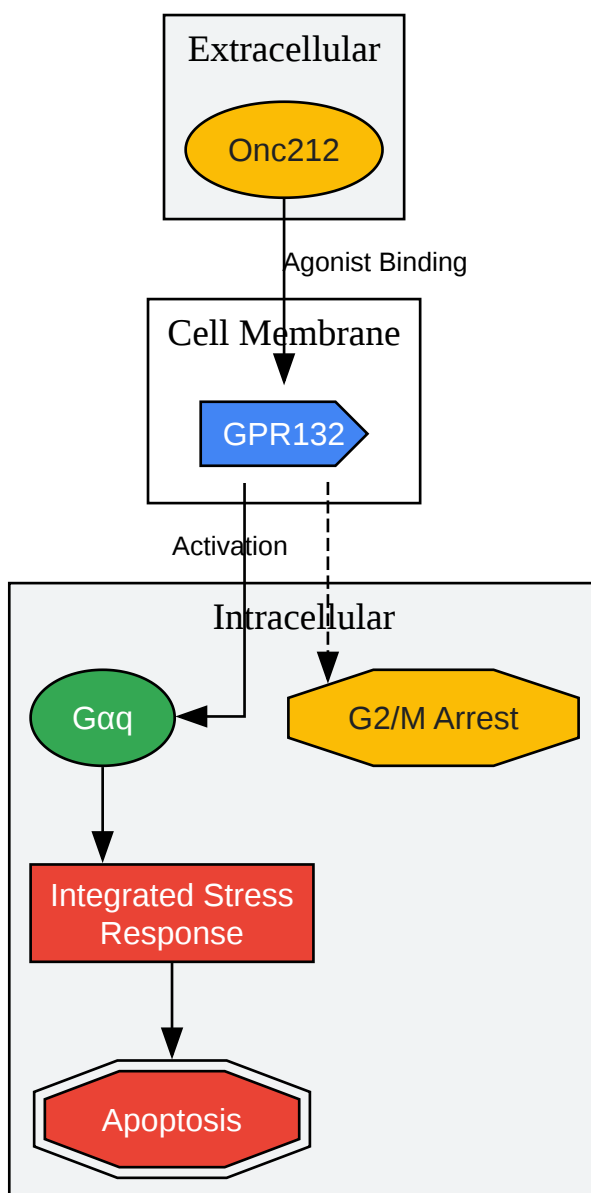 Extracellular
Onc212
Agonist Binding
Cell Membrane
GPR132
Activation
Intracellular
Gαq
G2/M Arrest
Integrated Stress
Response
Apoptosis